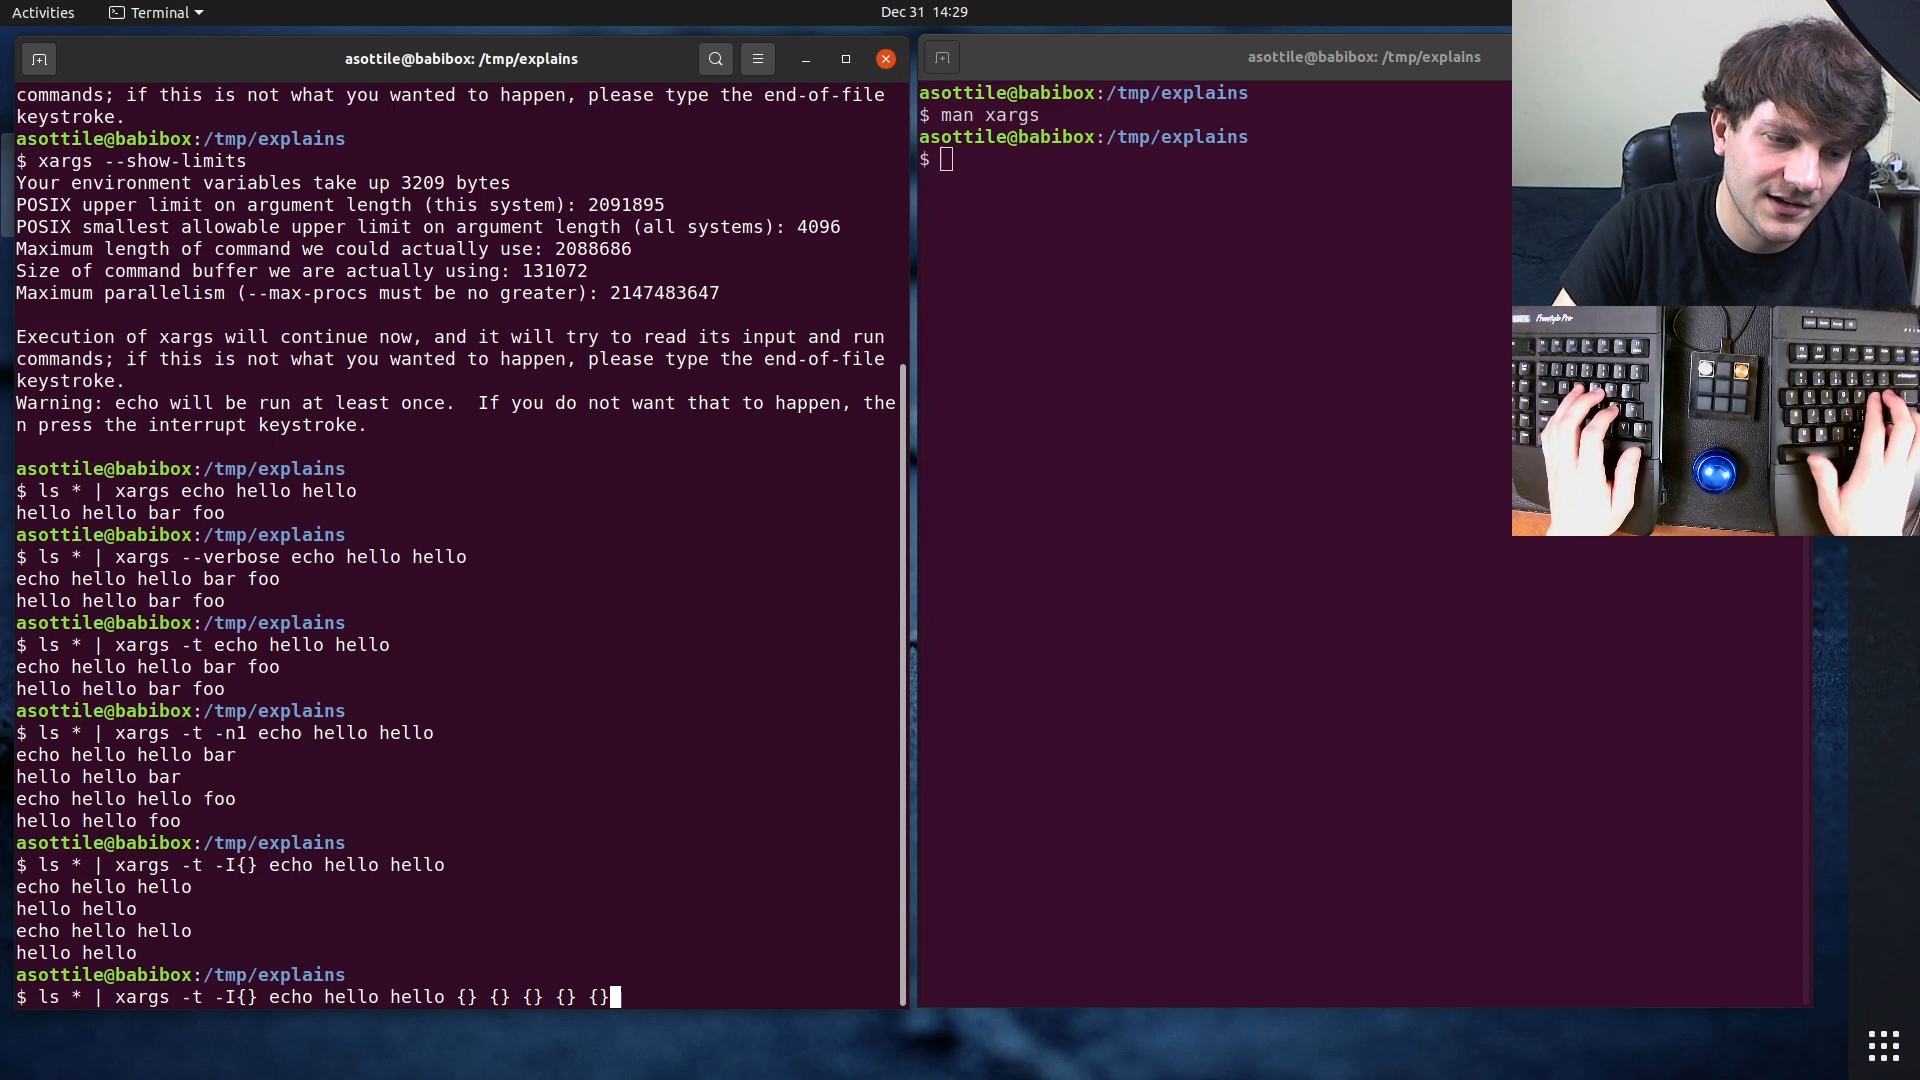 Activities
Terminal
Dec 31 14:29
asottile@babibox: /tmp/explains
commands; if this is not what you wanted to happen, please type the end-of-file
keystroke.
asottile@babibox:/tmp/explains
$ xargs --show-limits
Your environment variables take up 3209 bytes
POSIX upper limit on argument length (this system): 2091895
POSIX smallest allowable upper limit on argument length (all systems): 4096
Maximum length of command we could actually use: 2088686
Size of command buffer we are actually using: 131072
Maximum parallelism (--max-procs must be no greater): 2147483647
Execution of xargs will continue now, and it will try to read its input and run
commands; if this is not what you wanted to happen, please type the end-of-file
keystroke.
Warning: echo will be run at least once.  If you do not want that to happen, the
n press the interrupt keystroke.
asottile@babibox:/tmp/explains
$ ls * | xargs echo hello hello
hello hello bar foo
asottile@babibox:/tmp/explains
$ ls * | xargs --verbose echo hello hello
echo hello hello bar foo
hello hello bar foo
asottile@babibox:/tmp/explains
$ ls * | xargs -t echo hello hello
echo hello hello bar foo
hello hello bar foo
asottile@babibox:/tmp/explains
$ ls * | xargs -t -n1 echo hello hello
echo hello hello bar
hello hello bar
echo hello hello foo
hello hello foo
asottile@babibox:/tmp/explains
$ ls * | xargs -t -I{} echo hello hello
echo hello hello
hello hello
echo hello hello
hello hello
asottile@babibox:/tmp/explains
$ ls * | xargs -t -I{} echo hello hello {} {} {} {} {}
asottile@babibox: /tmp/explains
asottile@babibox:/tmp/explains
$ man xargs
asottile@babibox:/tmp/explains
$
Freestyle Pro